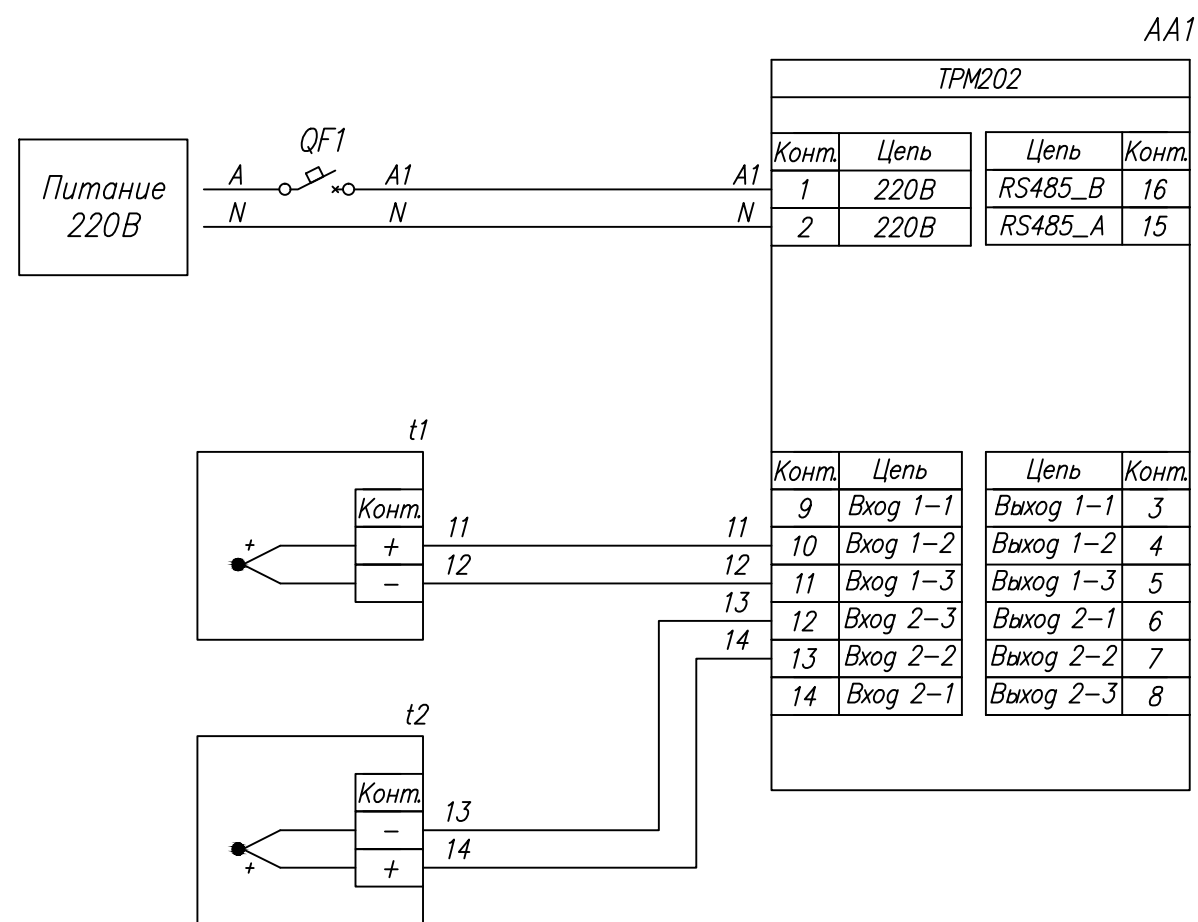 AA1
ТРМ202
Конт. Цепь Цепь Конт.
1 220В RS485_B 16
2 220В RS485_A 15
Питание
220В
QF1
A A1 A1
N N N
t1
Конт.
+ + 11 11
- 12 12
13
14
Конт. Цепь Цепь Конт.
9 Вход 1-1 Выход 1-1 3
10 Вход 1-2 Выход 1-2 4
11 Вход 1-3 Выход 1-3 5
12 Вход 2-3 Выход 2-1 6
13 Вход 2-2 Выход 2-2 7
14 Вход 2-1 Выход 2-3 8
t2
Конт.
- 13
+ + 14